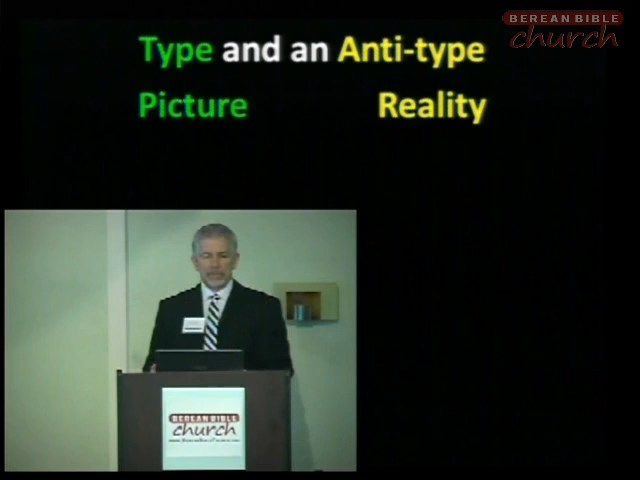 Type and an Anti-type
Picture Reality
BEREAN BIBLE
church
BEREAN BIBLE
church